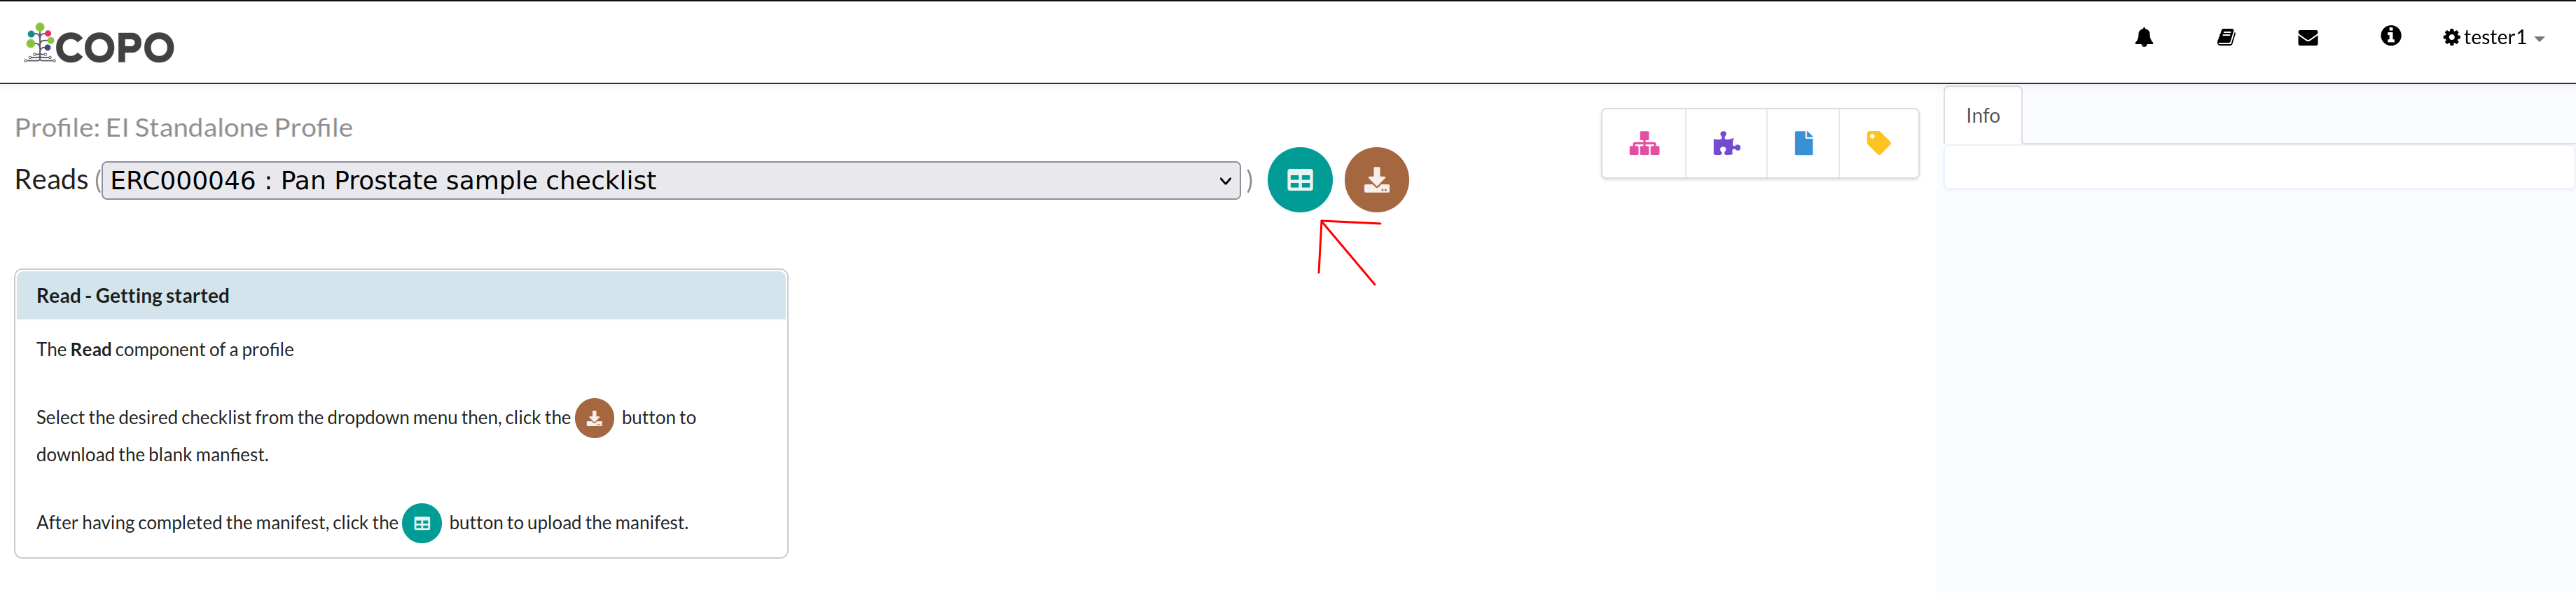 COPO
tester1
Profile: EI Standalone Profile
Info
Reads (ERC000046 : Pan Prostate sample checklist)
Read - Getting started
The Read component of a profile
Select the desired checklist from the dropdown menu then, click the button to
download the blank manfiest.
After having completed the manifest, click the button to upload the manifest.